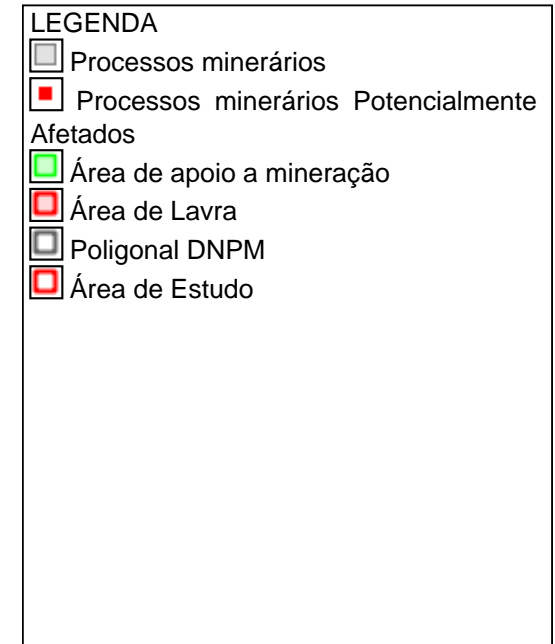 LEGENDA
Processos minerários
Processos minerários Potencialmente
Afetados
Área de apoio a mineração
Área de Lavra
Poligonal DNPM
Área de Estudo